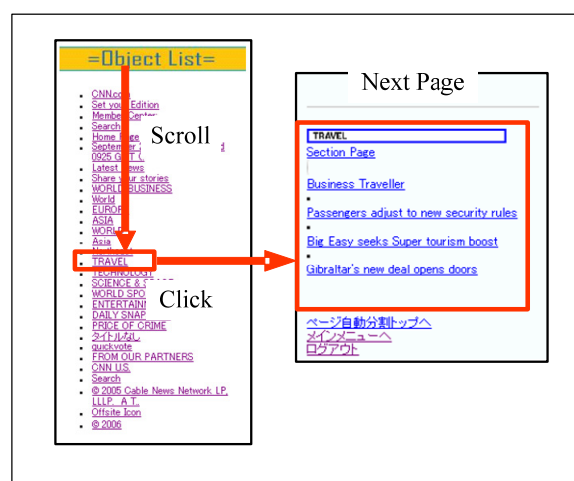 =Object List=
CNN.com
Set your Edition
Member Center
Search
Scroll
Home Page
September
0925 GMT
Latest News
Share your stories
WORLD BUSINESS
World
EUROPE
ASIA
WORLD
Asia
TRAVEL
TECHNOLOGY
SCIENCE &
WORLD SPO
Click
ENTERTAIN
DAILY SNAP
PRICE OF CRIME
タイトルなし
quickvote
FROM OUR PARTNERS
CNN U.S.
Search
© 2005 Cable News Network LP,
LLLP. A T..
Offsite Icon
© 2006
Next Page
TRAVEL
Section Page
Business Traveller
Passengers adjust to new security rules
Big Easy seeks Super tourism boost
Gibraltar's new deal opens doors
ページ自動分割トップへ
メインメニューへ
ログアウト